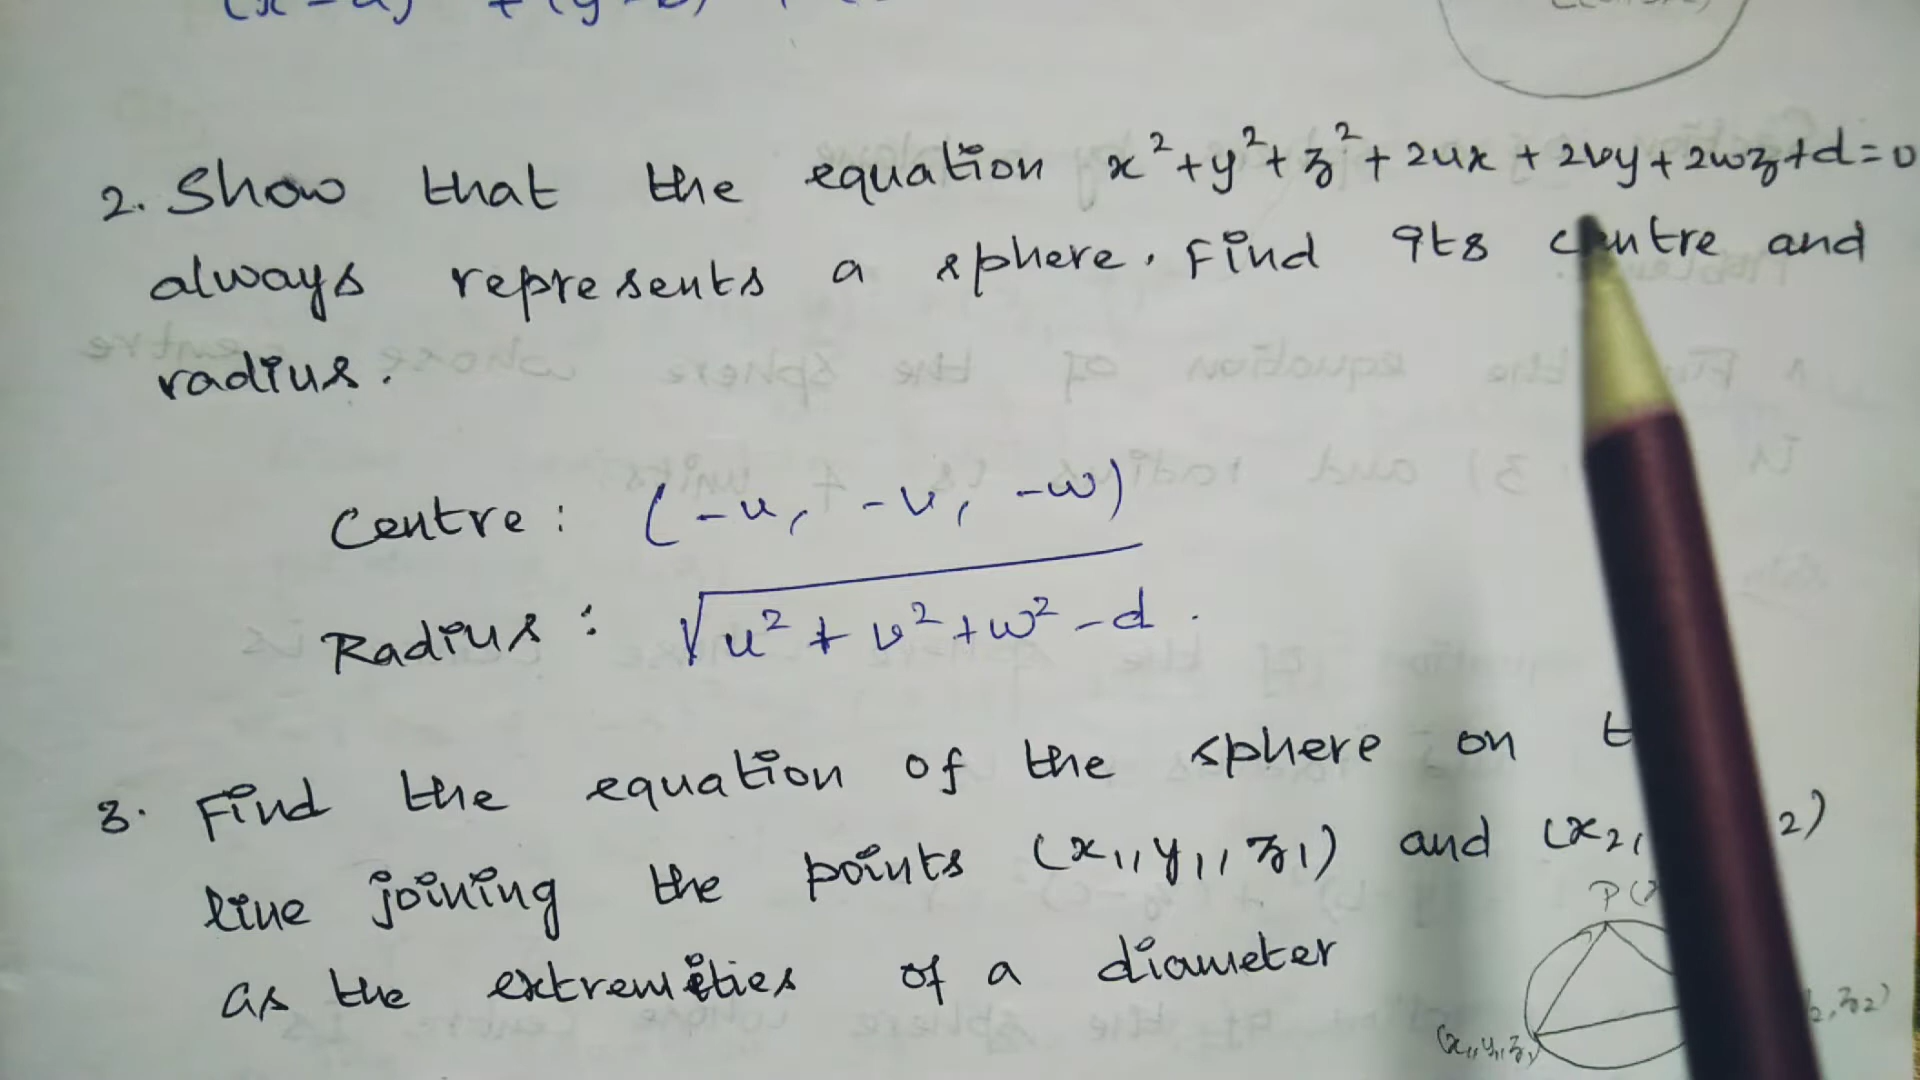 2. Show that the equation x²+y²+z²+2ux+2vy+2wz+d=0
always represents a sphere. Find its centre and
radius.
Centre: (-u, -v, -w)
Radius: √u²+v²+w²-d.
3. Find the equation of the sphere on
line joining the points (x₁,y₁,z₁) and (x₂,
as the extremities of a diameter
(x₁,y₁,z₁